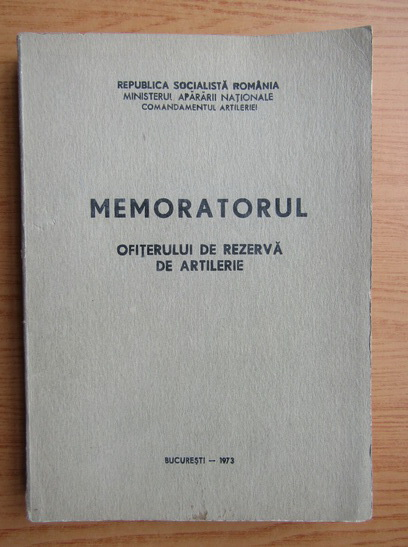 REPUBLICA SOCIALISTĂ ROMÂNIA
MINISTERUL APĂRĂRII NAȚIONALE
COMANDAMENTUL ARTILERIEI
MEMORATORUL
OFIȚERULUI DE REZERVĂ
DE ARTILERIE
BUCUREȘTI — 1973